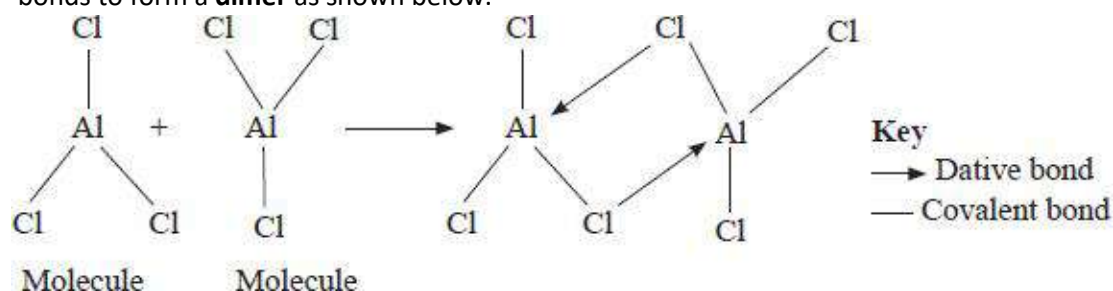 bonds to form a dimer as shown below.
Cl Cl Cl Cl Cl Cl
Al + Al Al Al
Key
Dative bond
Covalent bond
Cl Cl Cl Cl Cl Cl
Molecule Molecule